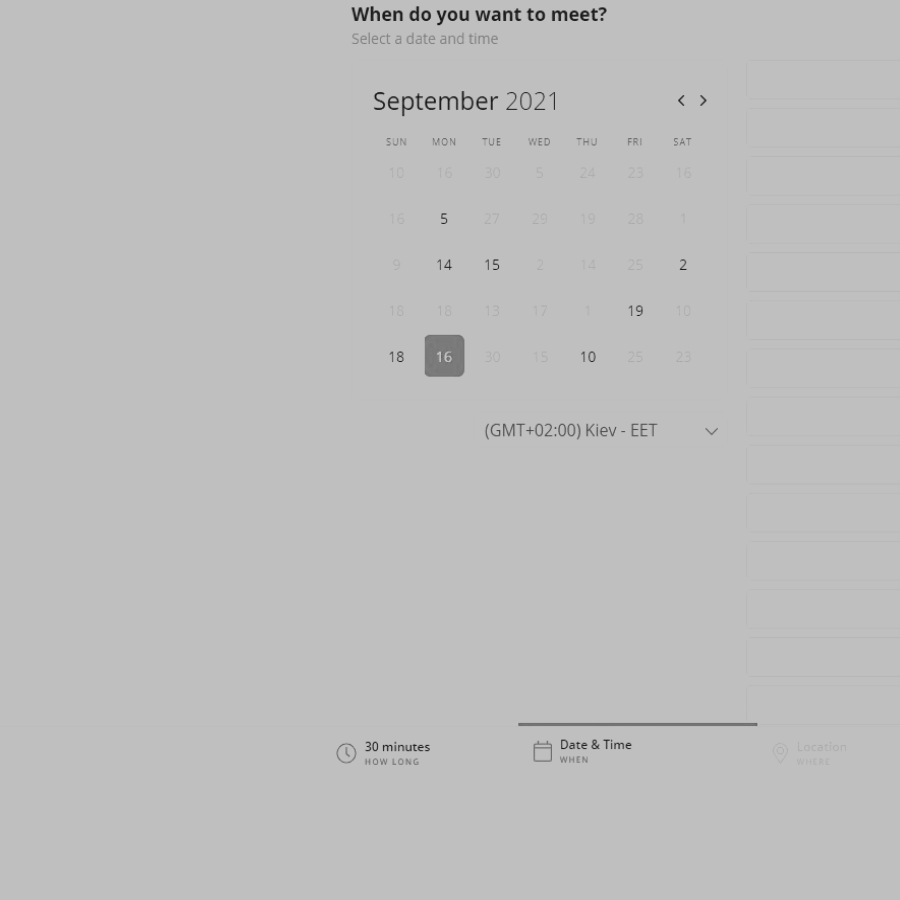 When do you want to meet?
Select a date and time
September 2021
SUN MON TUE WED THU FRI SAT
10 16 30 5 24 23 16
16 5 27 29 19 28 1
9 14 15 2 14 25 2
18 18 13 17 1 19 10
18 16 30 15 10 25 23
(GMT+02:00) Kiev - EET
30 minutes
HOW LONG
Date & Time
WHEN
Location
WHERE